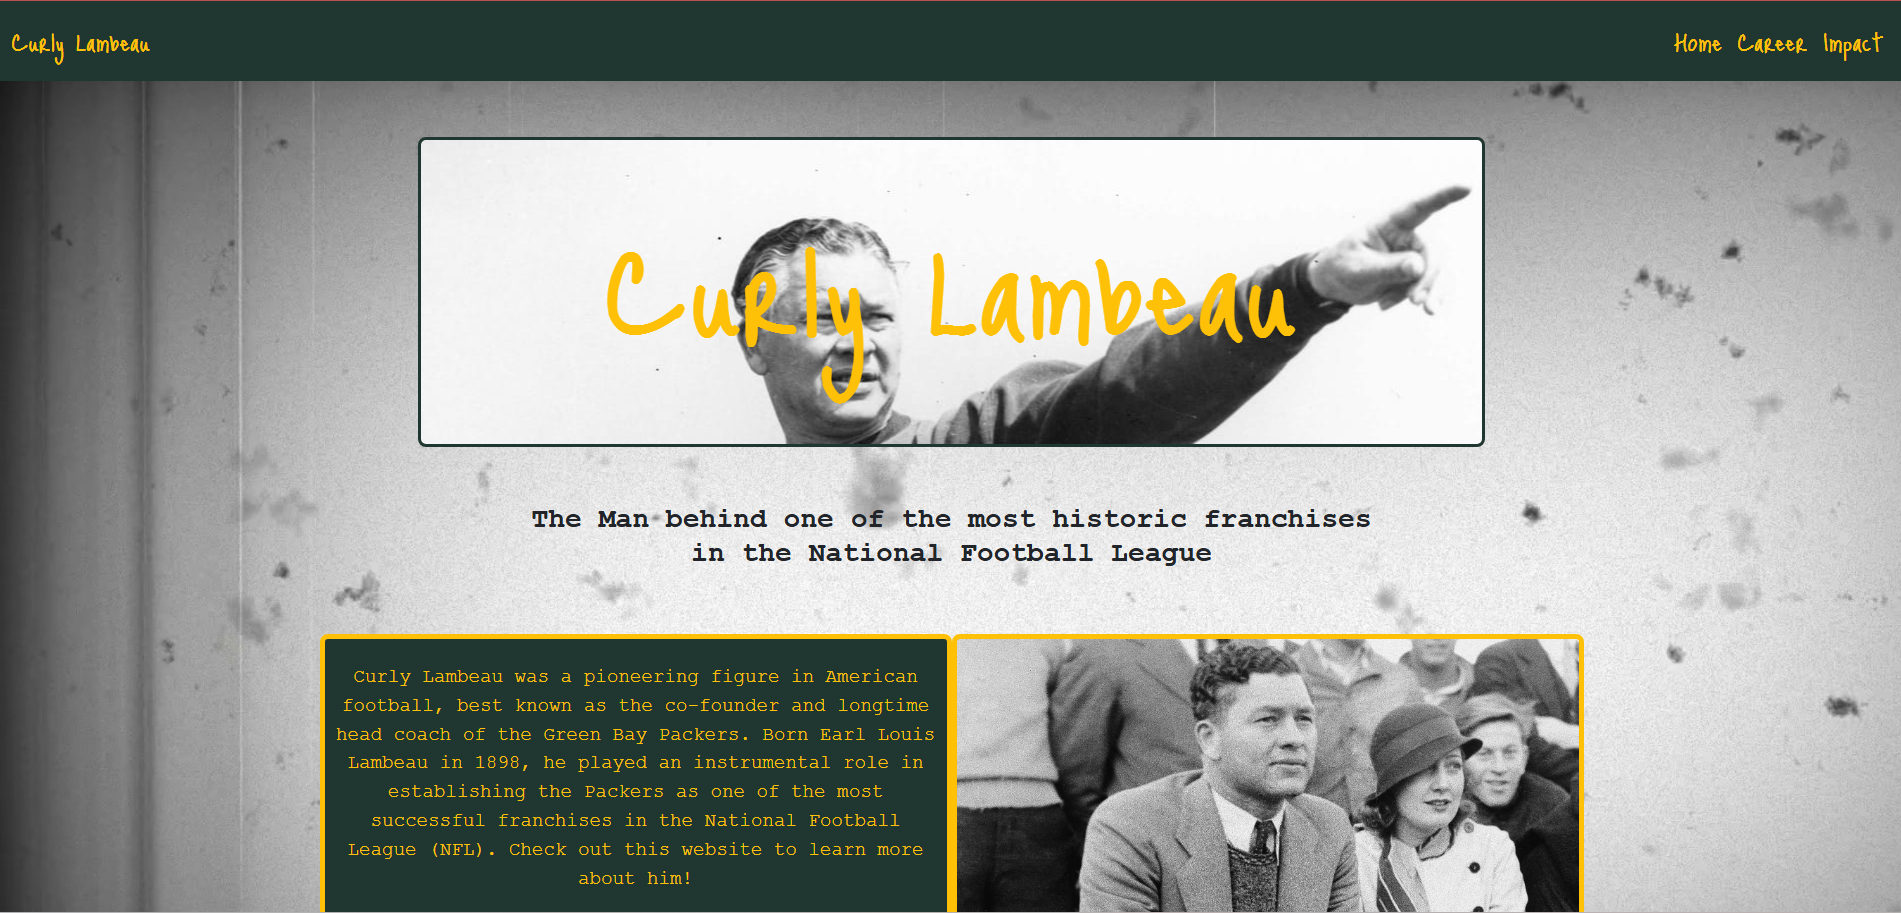 Curly Lambeau
Home Career Impact
Curly Lambeau
The Man behind one of the most historic franchises
in the National Football League
Curly Lambeau was a pioneering figure in American
football, best known as the co-founder and longtime
head coach of the Green Bay Packers. Born Earl Louis
Lambeau in 1898, he played an instrumental role in
establishing the Packers as one of the most
successful franchises in the National Football
League (NFL). Check out this website to learn more
about him!